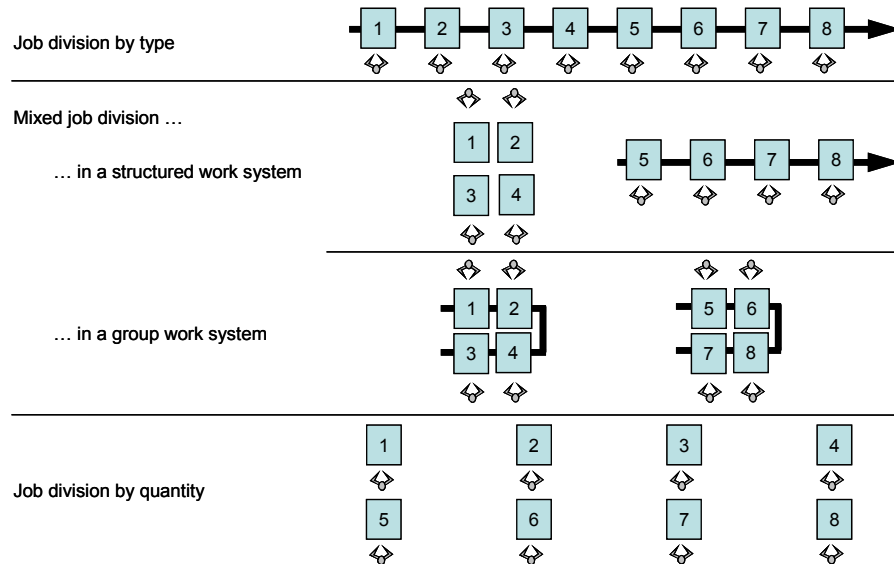 1 2 3 4 5 6 7 8
Job division by type
Mixed job division …
1 2
… in a structured work system
5 6 7 8
3 4
1 2 5 6
… in a group work system
3 4 7 8
1 2 3 4
Job division by quantity
5 6 7 8